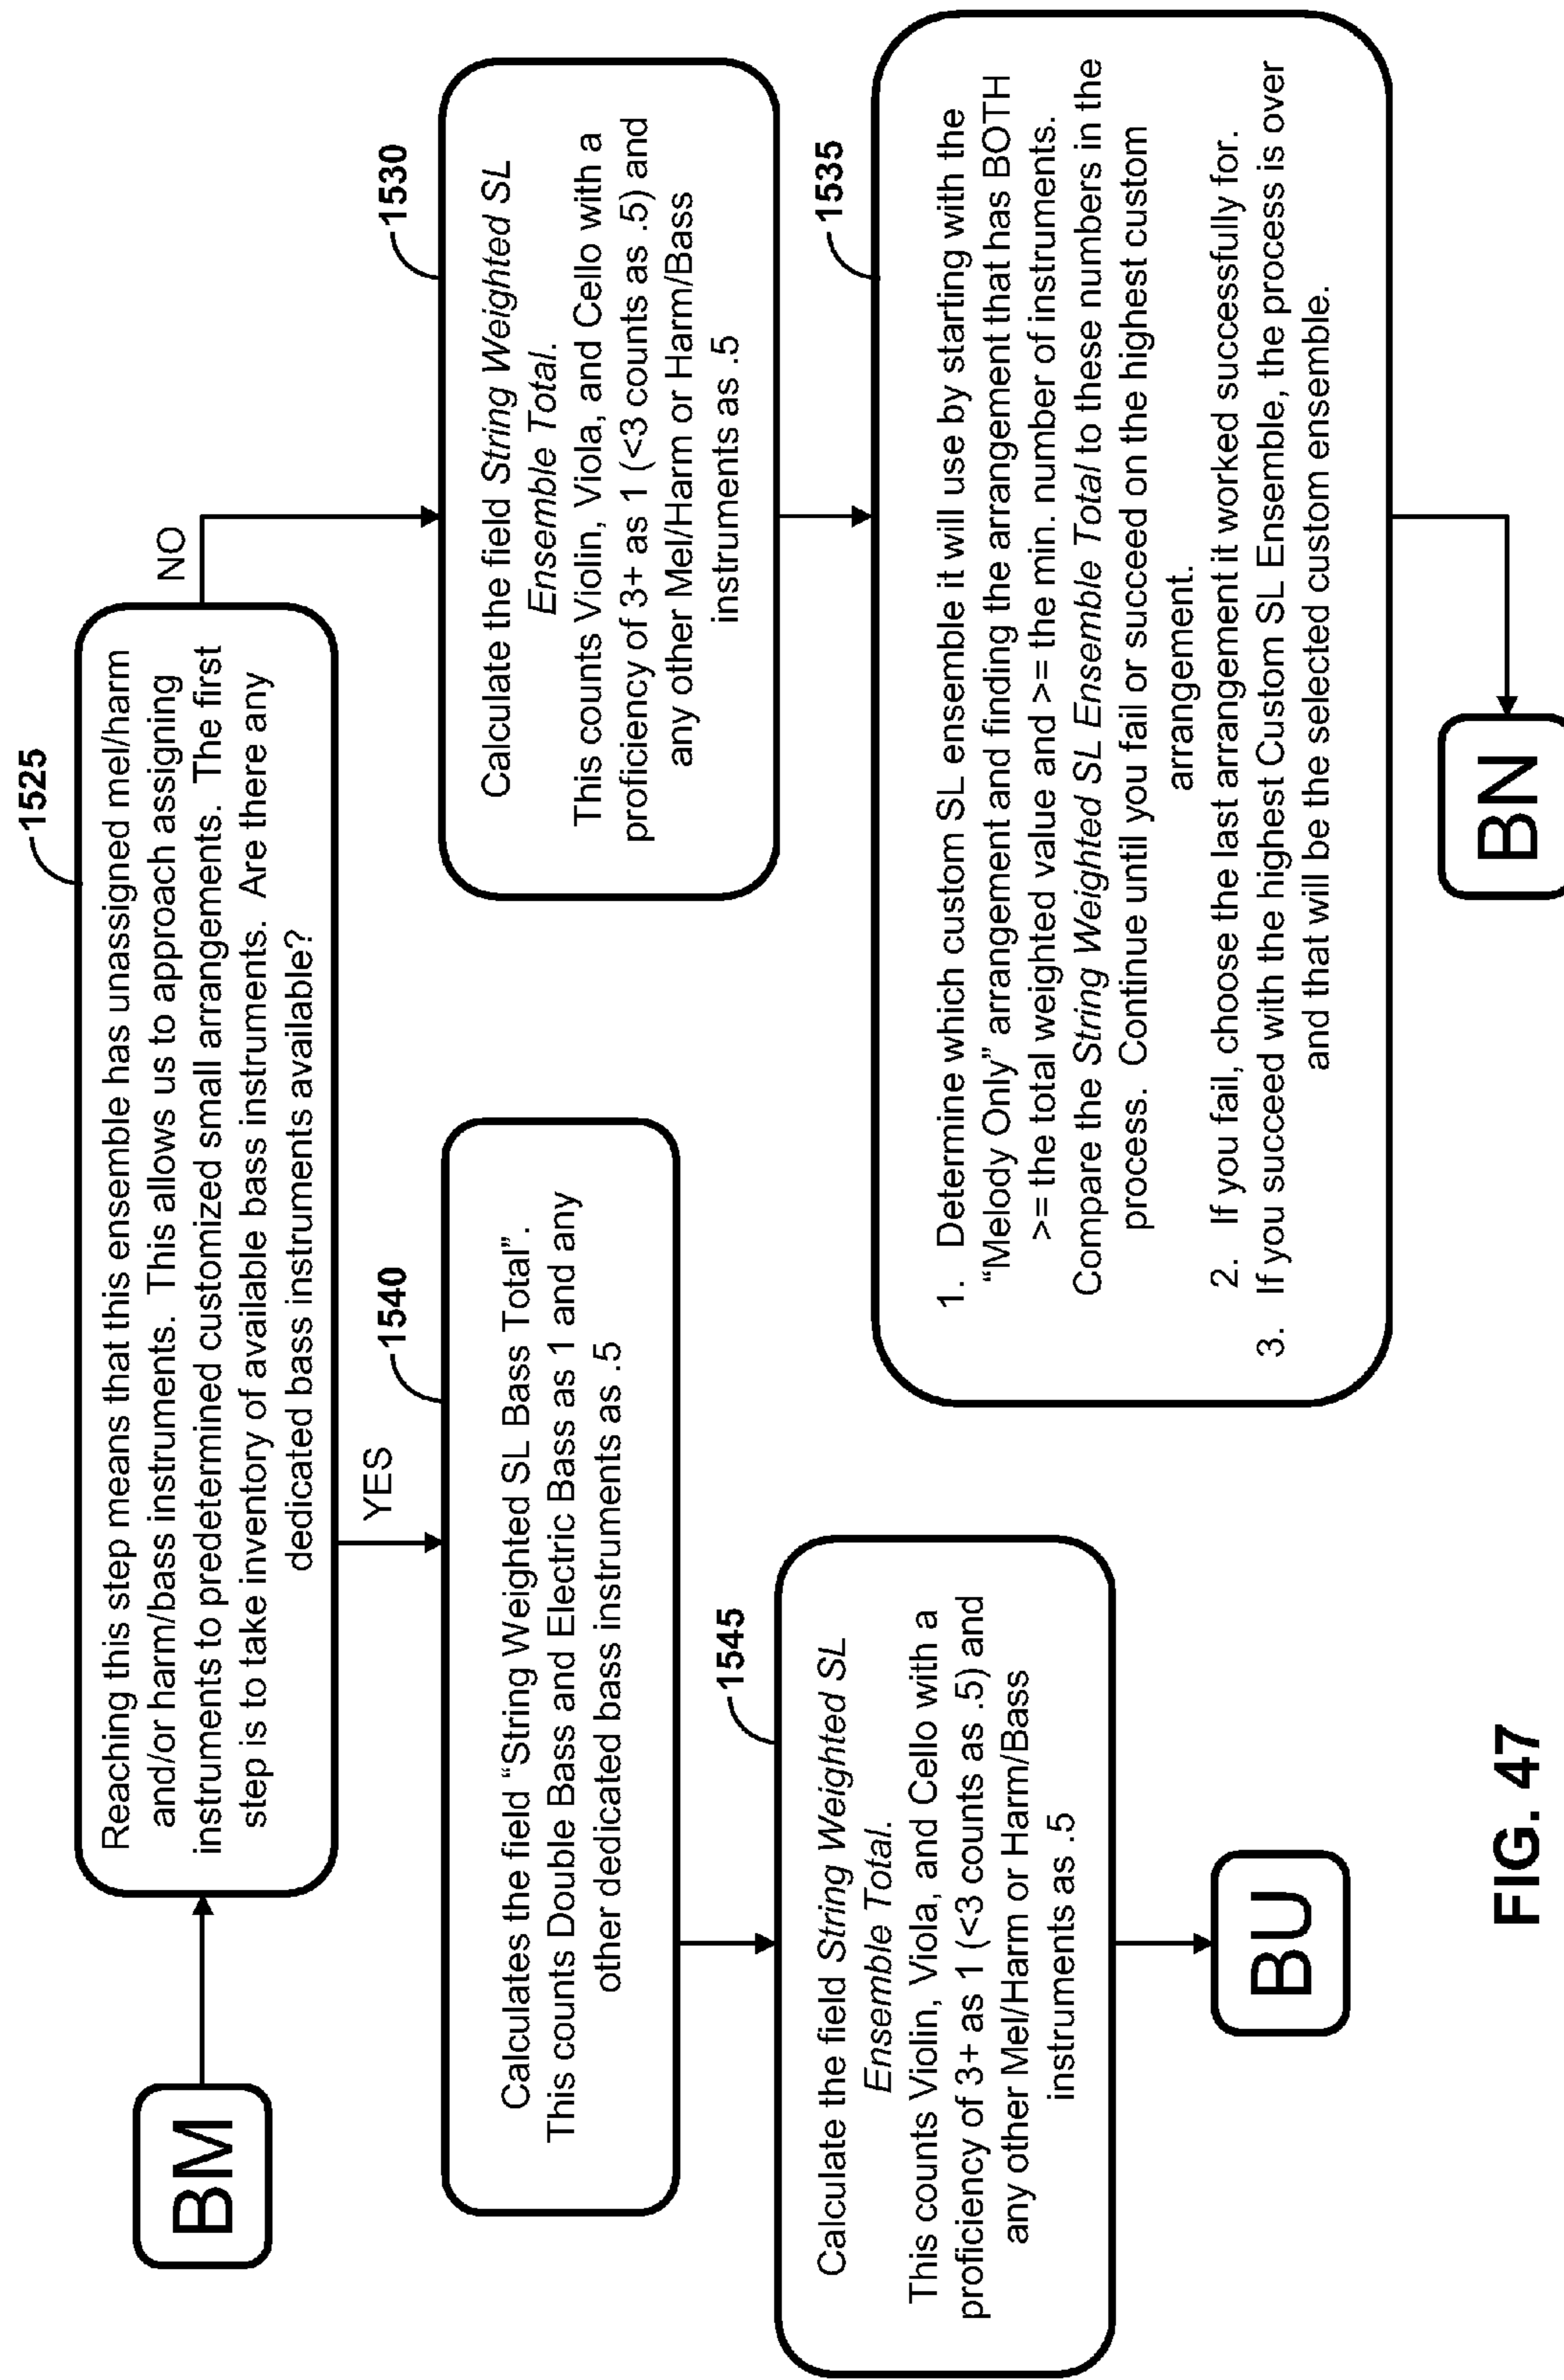 BM
1525
Reaching this step means that this ensemble has unassigned mel/harm
and/or harm/bass instruments.  This allows us to approach assigning
instruments to predetermined customized small arrangements.  The first
step is to take inventory of available bass instruments.  Are there any
dedicated bass instruments available?
YES
NO
1540
Calculates the field “String Weighted SL Bass Total”.
This counts Double Bass and Electric Bass as 1 and any
other dedicated bass instruments as .5
1545
Calculate the field String Weighted SL
Ensemble Total.
This counts Violin, Viola, and Cello with a
proficiency of 3+ as 1 (<3 counts as .5) and
any other Mel/Harm or Harm/Bass
instruments as .5
BU
1530
Calculate the field String Weighted SL
Ensemble Total.
This counts Violin, Viola, and Cello with a
proficiency of 3+ as 1 (<3 counts as .5) and
any other Mel/Harm or Harm/Bass
instruments as .5
1535
1. Determine which custom SL ensemble it will use by starting with the
“Melody Only” arrangement and finding the arrangement that has BOTH
>= the total weighted value and >= the min. number of instruments.
Compare the String Weighted SL Ensemble Total to these numbers in the
process.  Continue until you fail or succeed on the highest custom
arrangement.
2. If you fail, choose the last arrangement it worked successfully for.
3. If you succeed with the highest Custom SL Ensemble, the process is over
and that will be the selected custom ensemble.
BN
FIG. 47